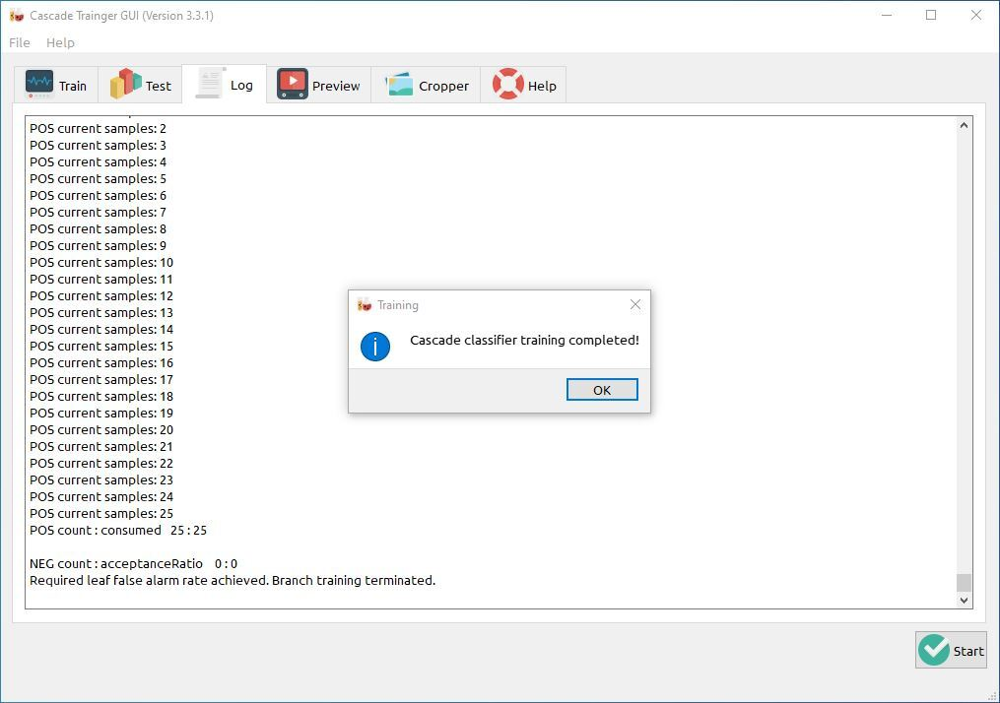 Cascade Trainger GUI (Version 3.3.1)
File Help
Train Test Log Preview Cropper Help
POS current samples: 2
POS current samples: 3
POS current samples: 4
POS current samples: 5
POS current samples: 6
POS current samples: 7
POS current samples: 8
POS current samples: 9
POS current samples: 10
POS current samples: 11
POS current samples: 12
POS current samples: 13
POS current samples: 14
POS current samples: 15
POS current samples: 16
POS current samples: 17
POS current samples: 18
POS current samples: 19
POS current samples: 20
POS current samples: 21
POS current samples: 22
POS current samples: 23
POS current samples: 24
POS current samples: 25
POS count : consumed 25 : 25
NEG count : acceptanceRatio 0 : 0
Required leaf false alarm rate achieved. Branch training terminated.
Training
Cascade classifier training completed!
OK
Start